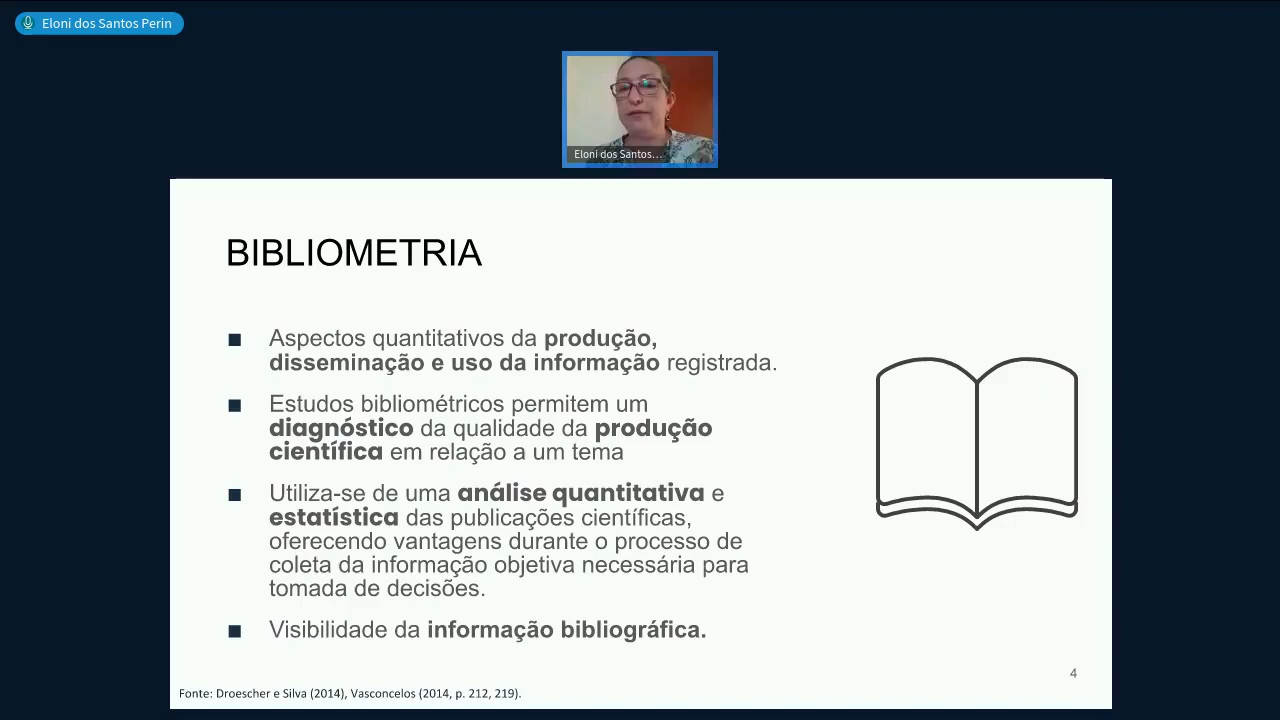 Eloni dos Santos Perin
Eloni dos Santos...
BIBLIOMETRIA
■ Aspectos quantitativos da produção,
disseminação e uso da informação registrada.
■ Estudos bibliométricos permitem um
diagnóstico da qualidade da produção
científica em relação a um tema
■ Utiliza-se de uma análise quantitativa e
estatística das publicações científicas,
oferecendo vantagens durante o processo de
coleta da informação objetiva necessária para
tomada de decisões.
■ Visibilidade da informação bibliográfica.
4
Fonte: Droescher e Silva (2014), Vasconcelos (2014, p. 212, 219).